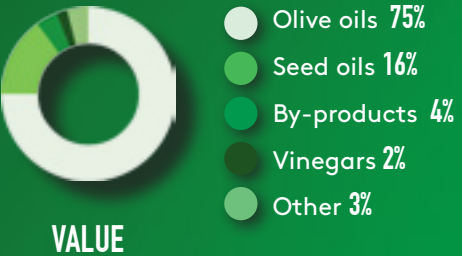 Olive oils 75%
Seed oils 16%
By-products 4%
Vinegars 2%
Other 3%
VALUE